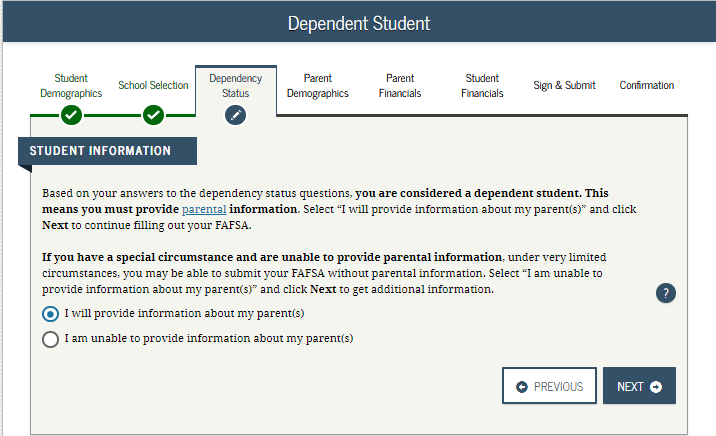 Dependent Student
Student
Demographics
School Selection
Dependency
Status
Parent
Demographics
Parent
Financials
Student
Financials
Sign & Submit
Confirmation
STUDENT INFORMATION
Based on your answers to the dependency status questions, you are considered a dependent student. This
means you must provide parental information. Select “I will provide information about my parent(s)” and click
Next to continue filling out your FAFSA.
If you have a special circumstance and are unable to provide parental information, under very limited
circumstances, you may be able to submit your FAFSA without parental information. Select “I am unable to
provide information about my parent(s)” and click Next to get additional information.
?
I will provide information about my parent(s)
I am unable to provide information about my parent(s)
PREVIOUS
NEXT